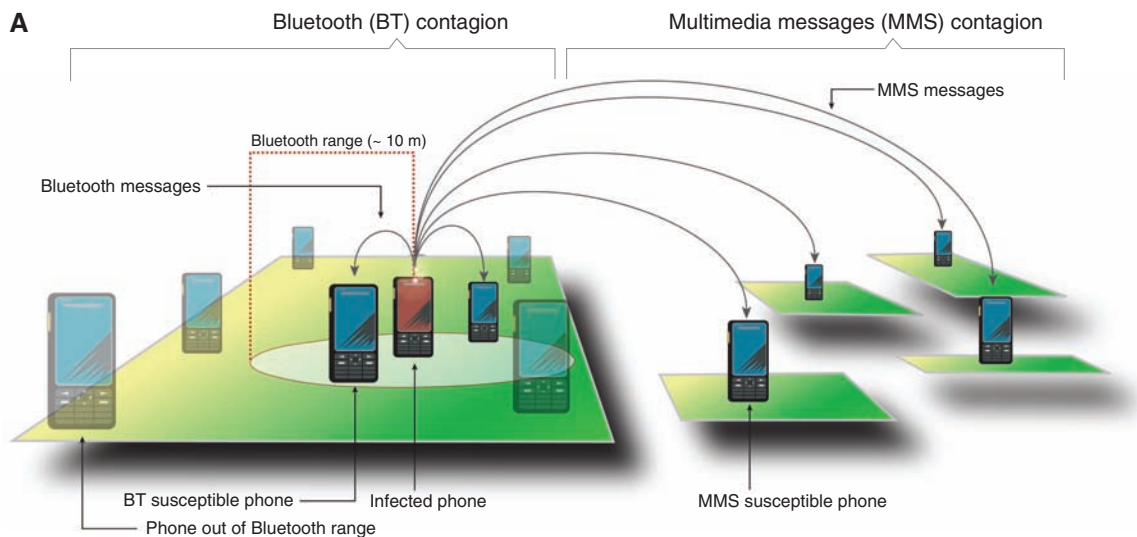 A
Bluetooth (BT) contagion
Multimedia messages (MMS) contagion
MMS messages
Bluetooth range (~ 10 m)
Bluetooth messages
BT susceptible phone
Infected phone
MMS susceptible phone
Phone out of Bluetooth range